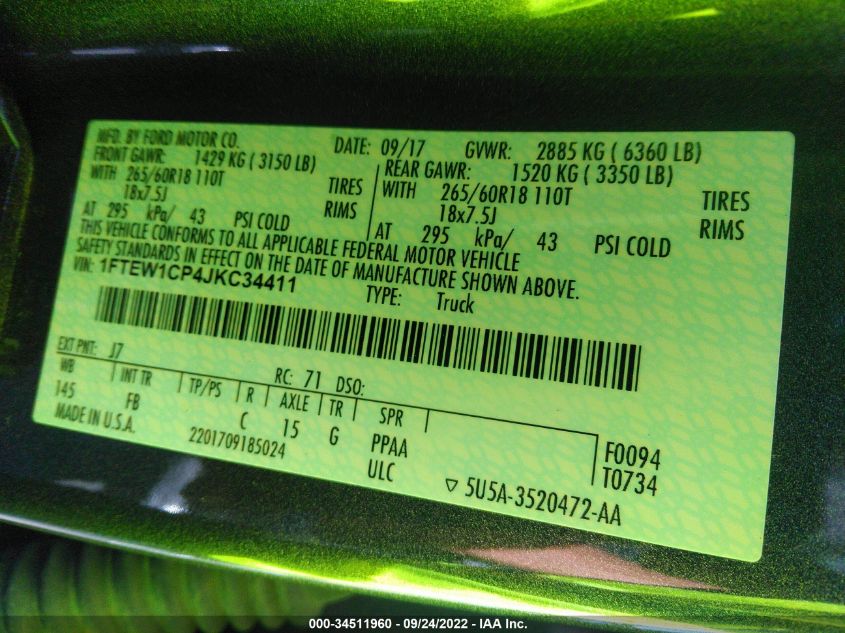 MFD. BY FORD MOTOR CO. DATE: 09/17 GVWR: 2885 KG ( 6360 LB)
FRONT GAWR: 1429 KG ( 3150 LB) REAR GAWR: 1520 KG ( 3350 LB)
WITH 265/60R18 110T TIRES WITH 265/60R18 110T TIRES
18x7.5J RIMS 18x7.5J RIMS
AT 295 kPa/ 43 PSI COLD AT 295 kPa/ 43 PSI COLD
THIS VEHICLE CONFORMS TO ALL APPLICABLE FEDERAL MOTOR VEHICLE
SAFETY STANDARDS IN EFFECT ON THE DATE OF MANUFACTURE SHOWN ABOVE.
VIN: 1FTEW1CP4JKC34411 TYPE: Truck
EXT PNT: J7 RC: 71 DSO:
WB INT TR TP/PS R AXLE TR SPR
145 FB C 15 G PPAA F0094
MADE IN U.S.A. 2201709185024 ULC T0734
▽ 5U5A-3520472-AA
000-34511960 - 09/24/2022 - IAA Inc.